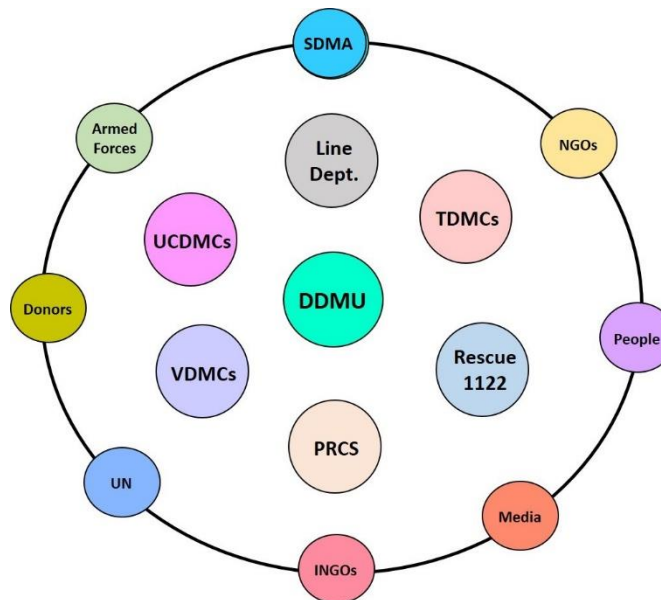 SDMA
Armed
Forces
NGOs
Line
Dept.
TDMCs
UCDMCs
DDMU
Donors
People
Rescue
1122
VDMCs
PRCS
UN
Media
INGOs